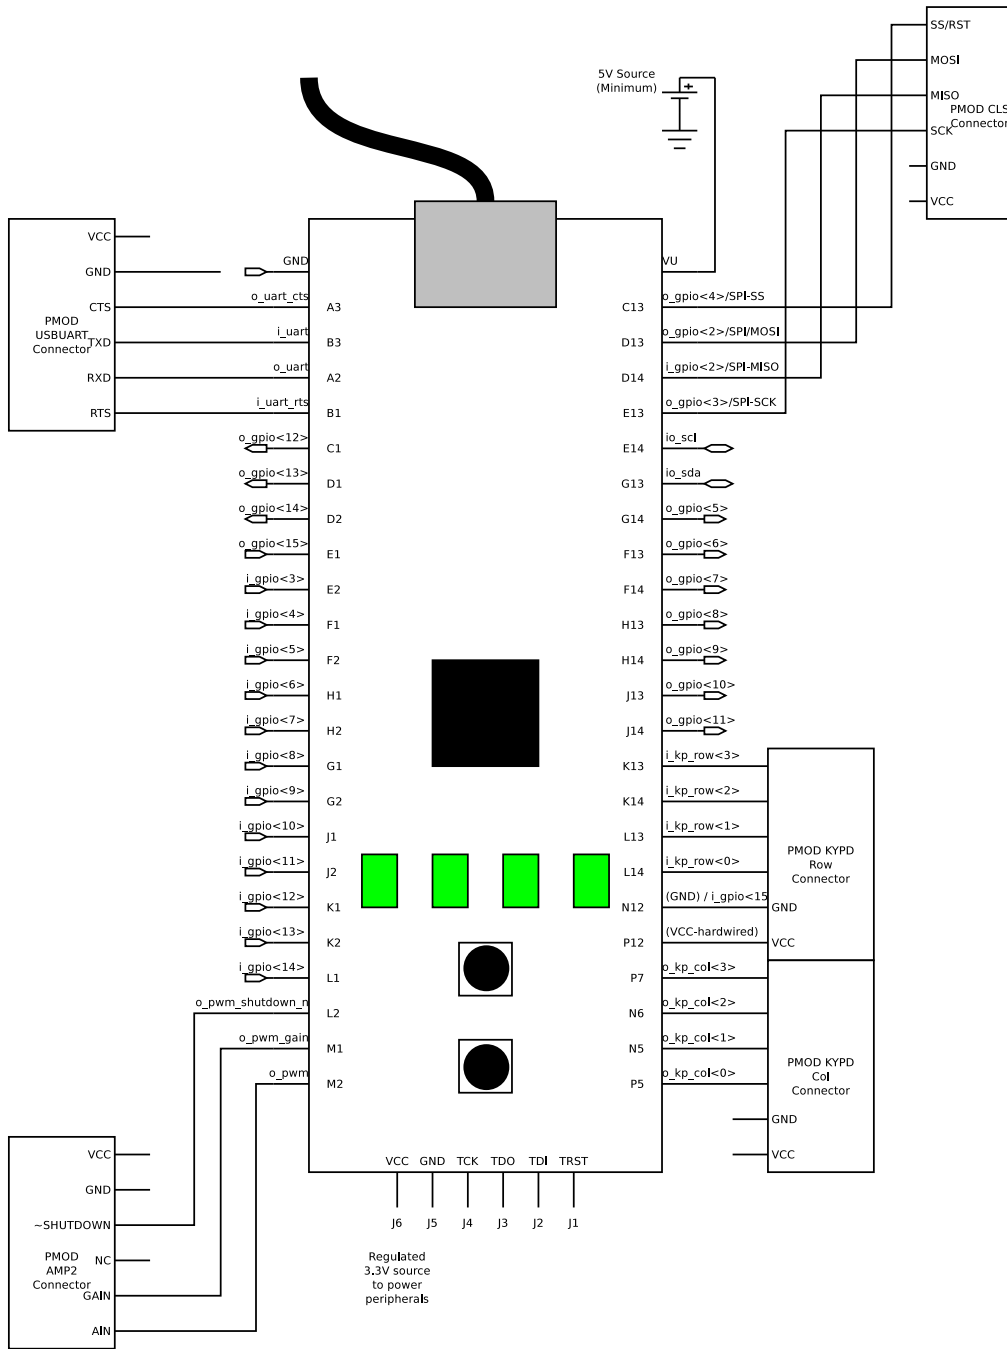 SS/RST
MOSI
MISO
PMOD CLS
Connector
SCK
GND
VCC
5V Source
(Minimum)
+
VCC
GND
CTS
PMOD
USBUART
Connector
TXD
RXD
RTS
GND
o_uart_cts
A3
i_uart
B3
o_uart
A2
i_uart_rts
B1
o_gpio<12>
C1
o_gpio<13>
D1
o_gpio<14>
D2
o_gpio<15>
E1
i_gpio<3>
E2
i_gpio<4>
F1
i_gpio<5>
F2
i_gpio<6>
H1
i_gpio<7>
H2
i_gpio<8>
G1
i_gpio<9>
G2
i_gpio<10>
J1
i_gpio<11>
J2
i_gpio<12>
K1
i_gpio<13>
K2
i_gpio<14>
L1
o_pwm_shutdown_n
L2
o_pwm_gain
M1
o_pwm
M2
VU
o_gpio<4>/SPI-SS
C13
o_gpio<2>/SPI/MOSI
D13
i_gpio<2>/SPI-MISO
D14
o_gpio<3>/SPI-SCK
E13
io_scl
E14
io_sda
G13
o_gpio<5>
G14
o_gpio<6>
F13
o_gpio<7>
F14
o_gpio<8>
H13
o_gpio<9>
H14
o_gpio<10>
J13
o_gpio<11>
J14
i_kp_row<3>
K13
i_kp_row<2>
K14
i_kp_row<1>
L13
i_kp_row<0>
L14
(GND) / i_gpio<15
N12
(VCC-hardwired)
P12
o_kp_col<3>
P7
o_kp_col<2>
N6
o_kp_col<1>
N5
o_kp_col<0>
P5
PMOD KYPD
Row
Connector
GND
VCC
PMOD KYPD
Col
Connector
GND
VCC
VCC GND TCK TDO TDI TRST
J6 J5 J4 J3 J2 J1
Regulated
3.3V source
to power
peripherals
VCC
GND
~SHUTDOWN
PMOD
AMP2
Connector
NC
GAIN
AIN